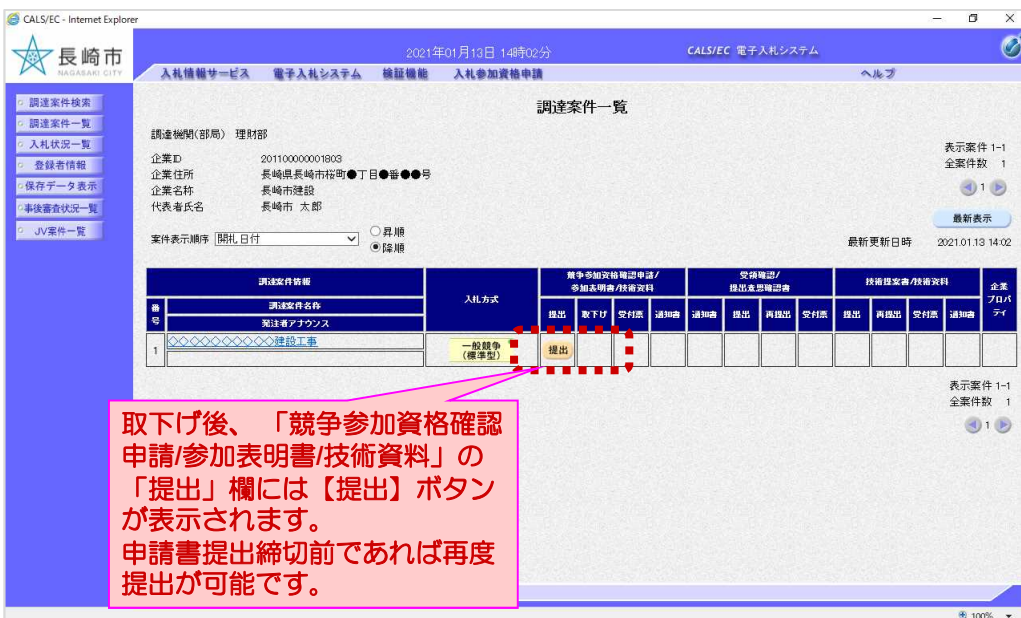 CALS/EC - Internet Explorer
長崎市
NAGASAKI CITY
2021年01月13日 14時02分
CALS/EC 電子入札システム
入札情報サービス 電子入札システム 検証機能 入札参加資格申請 ヘルプ
調達案件検索
調達案件一覧
入札状況一覧
登録者情報
保存データ表示
事後審査状況一覧
JV案件一覧
調達案件一覧
調達機関(部局) 理財部
企業ID 201100000001803
企業住所 長崎県長崎市桜町●丁目●番●●号
企業名称 長崎市建設
代表者氏名 長崎市 太郎
表示案件 1-1
全案件数 1
1
最新表示
案件表示順序 開札日付
昇順
降順
最新更新日時 2021.01.13 14:02
調達案件情報
入札方式
競争参加資格確認申請/
参加表明書/技術資料
受領確認/
提出意思確認書
技術提案書/技術資料
企業
プロパ
ティ
番
号
調達案件名称
発注者アナウンス
提出 取下げ 受付票 通知書 通知書 提出 再提出 受付票 提出 再提出 受付票 通知書
1 ◇◇◇◇◇◇◇◇◇◇建設工事
一般競争
(標準型)
提出
表示案件 1-1
全案件数 1
1
取下げ後、「競争参加資格確認
申請/参加表明書/技術資料」の
「提出」欄には【提出】ボタン
が表示されます。
申請書提出締切前であれば再度
提出が可能です。
100%